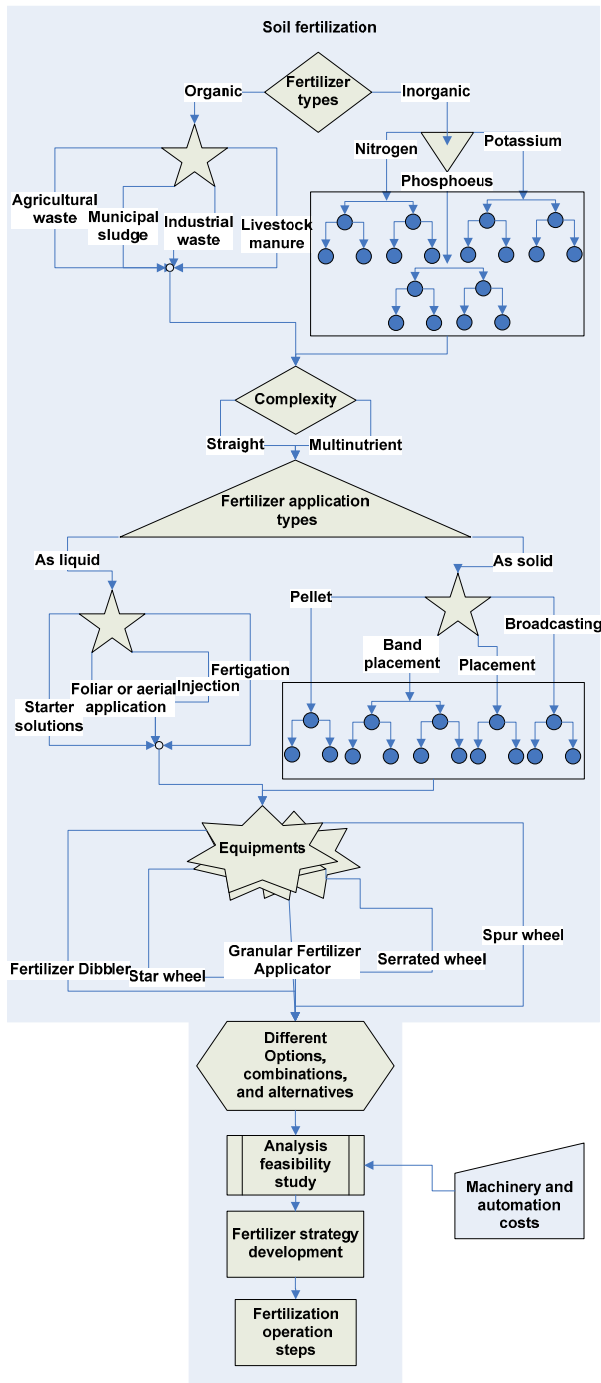 Soil fertilization
Fertilizer
types
Organic
Inorganic
Nitrogen
Potassium
Phosphoeus
Agricultural
waste
Municipal
sludge
Industrial
waste
Livestock
manure
Complexity
Straight
Multinutrient
Fertilizer application
types
As liquid
As solid
Pellet
Broadcasting
Band
placement
Placement
Fertigation
Injection
Foliar or aerial
application
Starter
solutions
Equipments
Spur wheel
Serrated wheel
Granular Fertilizer
Applicator
Fertilizer Dibbler
Star wheel
Different
Options,
combinations,
and alternatives
Analysis
feasibility
study
Machinery and
automation
costs
Fertilizer strategy
development
Fertilization
operation
steps